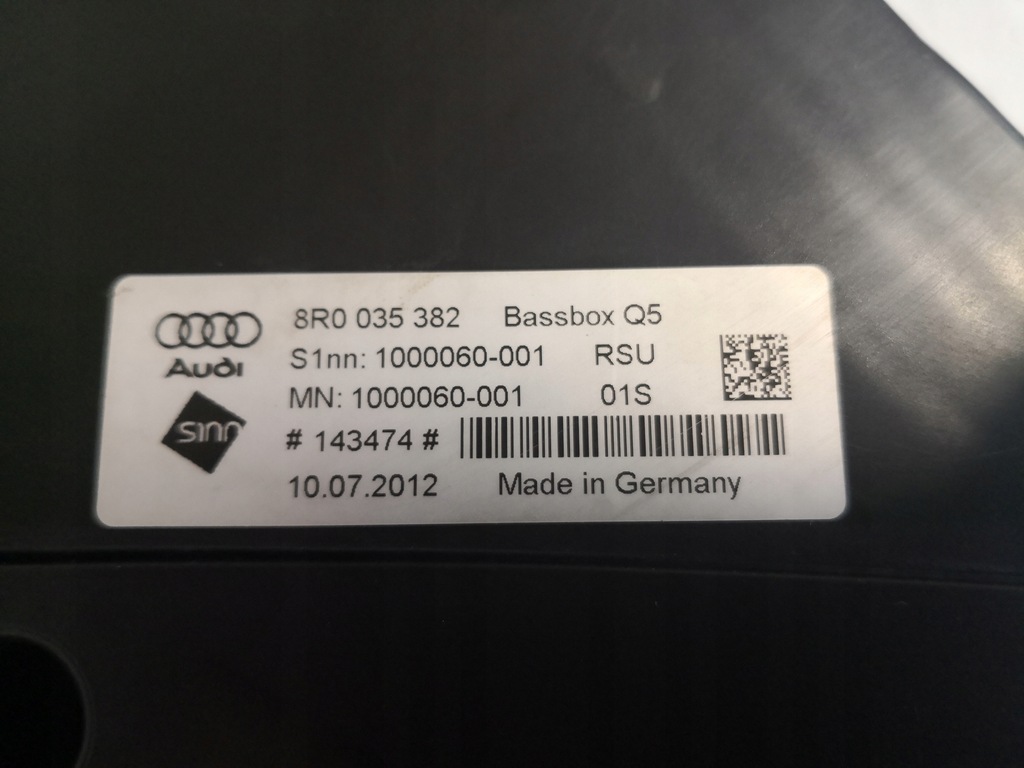 8R0 035 382 Bassbox Q5
Audi
S1nn: 1000060-001 RSU
MN: 1000060-001 01S
s1nn
# 143474 #
10.07.2012 Made in Germany